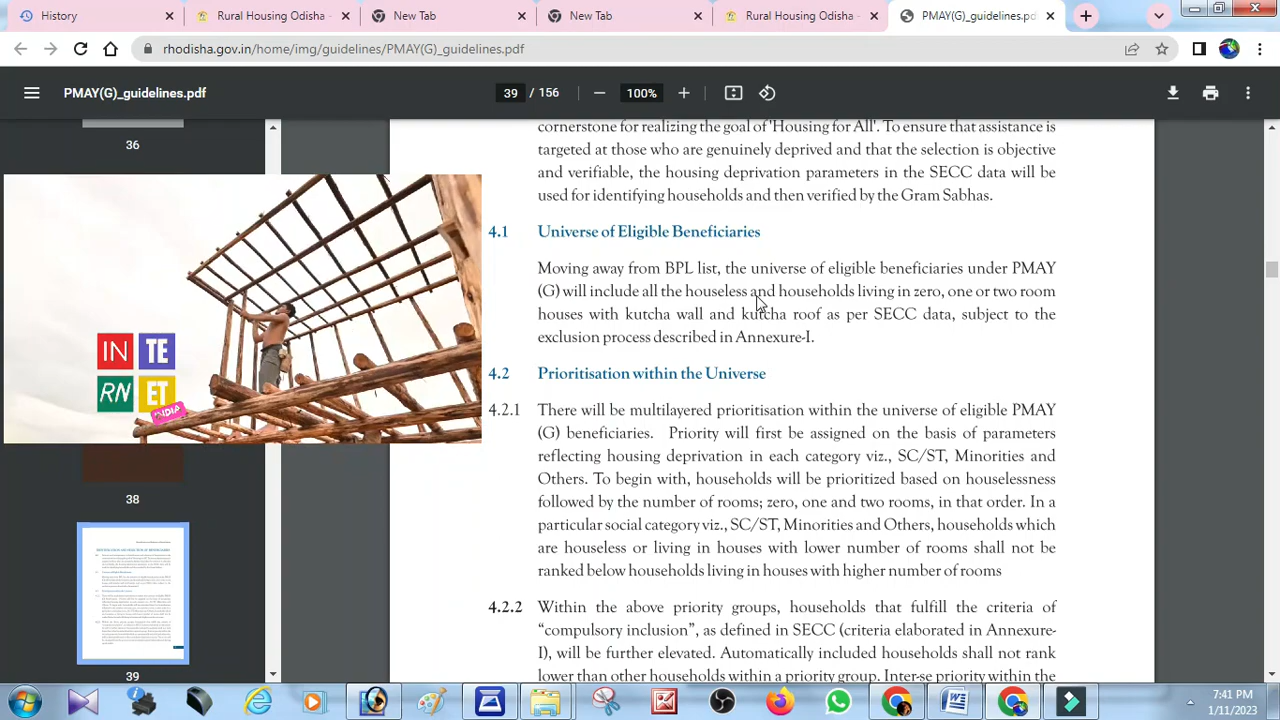 History
Rural Housing Odisha -
New Tab
New Tab
Rural Housing Odisha -
PMAY(G)_guidelines.pd
rhodisha.gov.in/home/img/guidelines/PMAY(G)_guidelines.pdf
PMAY(G)_guidelines.pdf
39 / 156
100%
36
cornerstone for realizing the goal of 'Housing for All'. To ensure that assistance is
targeted at those who are genuinely deprived and that the selection is objective
and verifiable, the housing deprivation parameters in the SECC data will be
used for identifying households and then verified by the Gram Sabhas.
4.1 Universe of Eligible Beneficiaries
Moving away from BPL list, the universe of eligible beneficiaries under PMAY
(G) will include all the houseless and households living in zero, one or two room
houses with kutcha wall and kutcha roof as per SECC data, subject to the
exclusion process described in Annexure-I.
4.2 Prioritisation within the Universe
4.2.1 There will be multilayered prioritisation within the universe of eligible PMAY
(G) beneficiaries. Priority will first be assigned on the basis of parameters
reflecting housing deprivation in each category viz., SC/ST, Minorities and
Others. To begin with, households will be prioritized based on houselessness
followed by the number of rooms; zero, one and two rooms, in that order. In a
particular social category viz., SC/ST, Minorities and Others, households which
are houseless or living in houses with lesser number of rooms shall not be
ranked below households living in houses with higher number of rooms
4.2.2 Within the above priority groups, households that fulfill the criteria of
"compulsory inclusion", as defined in SECC (criteria elaborated in Annexure-
I), will be further elevated. Automatically included households shall not rank
lower than other households within a priority group. Inter-se priority within the
IN TE
RN ET
INDIA
38
39
7:41 PM
1/11/2023